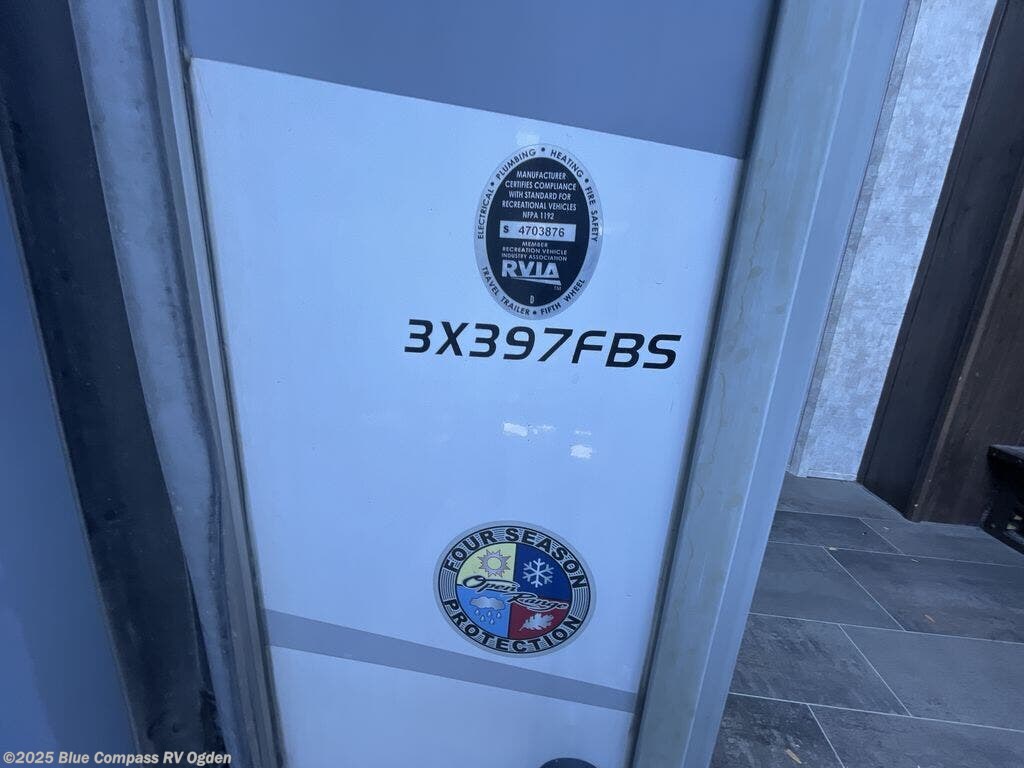 ELECTRICAL • PLUMBING • HEATING • FIRE SAFETY
MANUFACTURER
CERTIFIES COMPLIANCE
WITH STANDARD FOR
RECREATIONAL VEHICLES
NFPA 1192
S 4703876
MEMBER
RECREATION VEHICLE
INDUSTRY ASSOCIATION
RVIA
TM
D
TRAVEL TRAILER • FIFTH WHEEL
3X397FBS
FOUR SEASON
Open Range
PROTECTION
©2025 Blue Compass RV Ogden